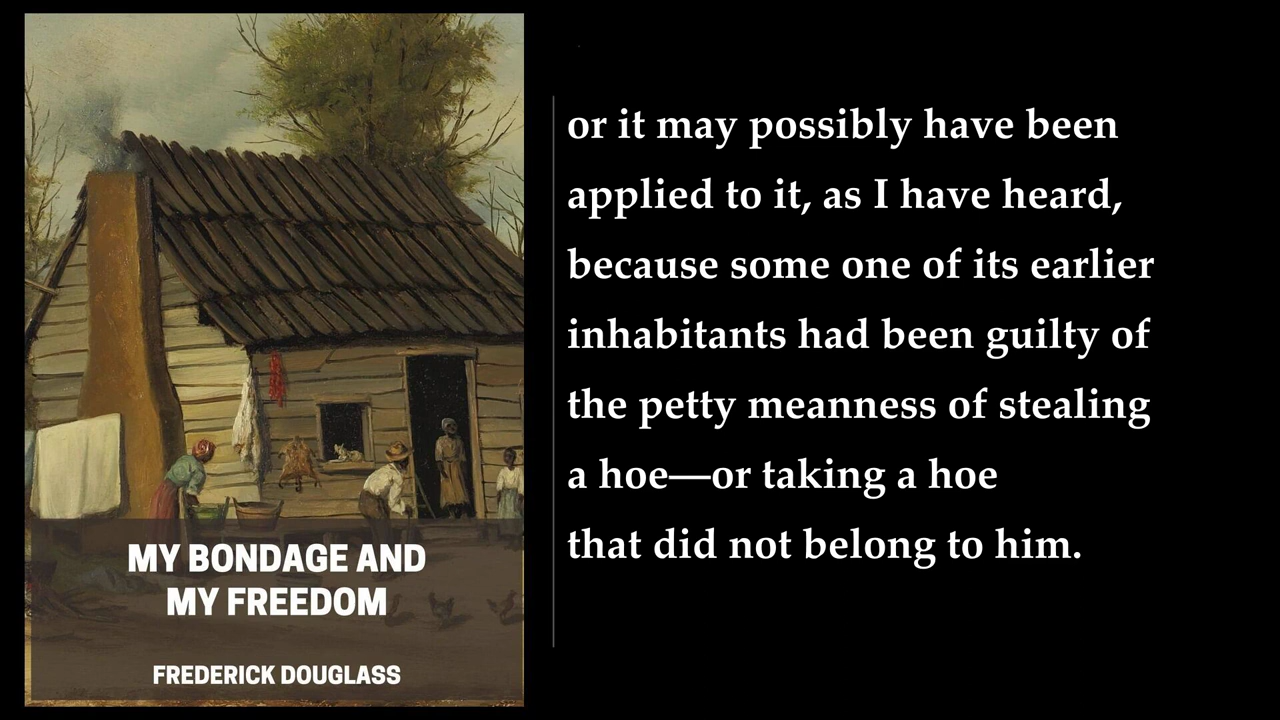 MY BONDAGE AND
MY FREEDOM
FREDERICK DOUGLASS
or it may possibly have been
applied to it, as I have heard,
because some one of its earlier
inhabitants had been guilty of
the petty meanness of stealing
a hoe—or taking a hoe
that did not belong to him.